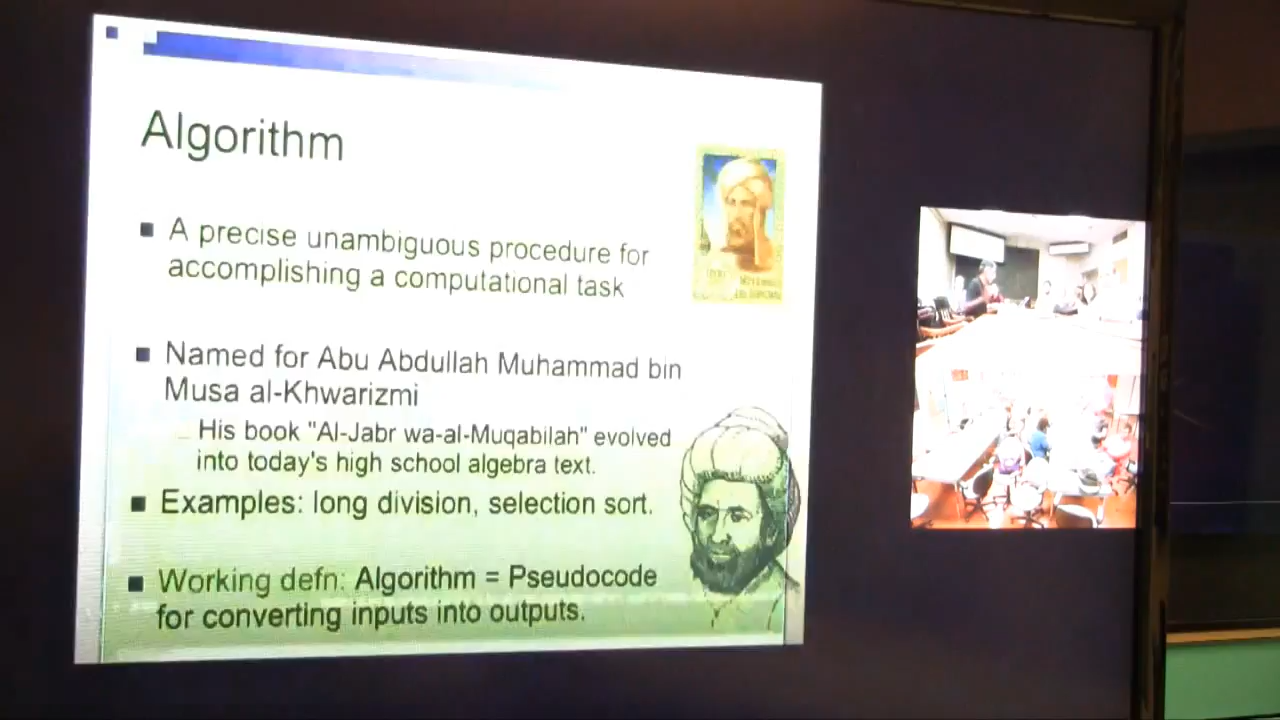 Algorithm
A precise unambiguous procedure for
accomplishing a computational task
Named for Abu Abdullah Muhammad bin
Musa al-Khwarizmi
His book "Al-Jabr wa-al-Muqabilah" evolved
into today's high school algebra text.
Examples: long division, selection sort.
Working defn: Algorithm = Pseudocode
for converting inputs into outputs.